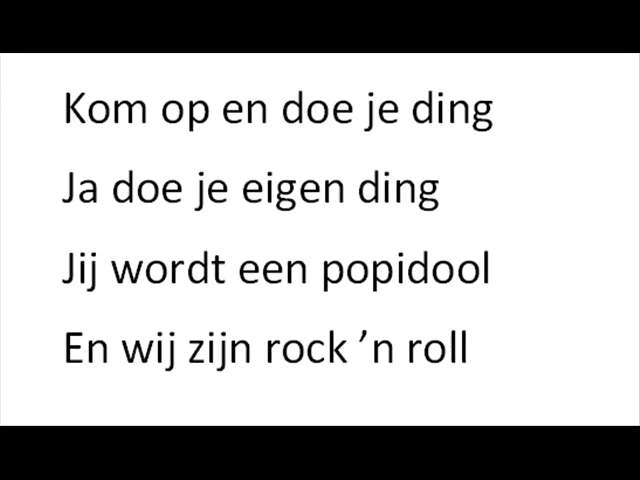 Kom op en doe je ding
Ja doe je eigen ding
Jij wordt een popidool
En wij zijn rock ’n roll